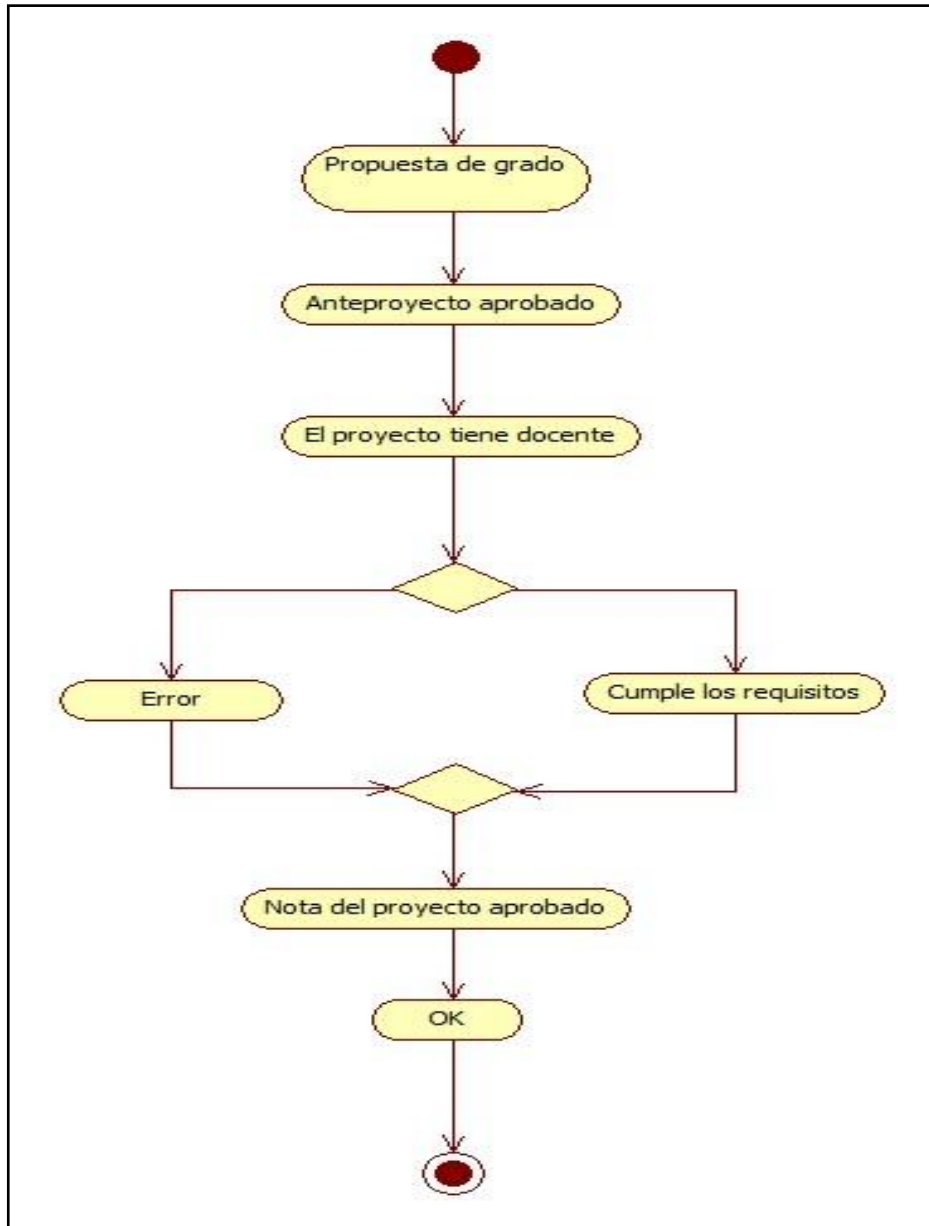 Propuesta de grado
Anteproyecto aprobado
El proyecto tiene docente
Error
Cumple los requisitos
Nota del proyecto aprobado
OK